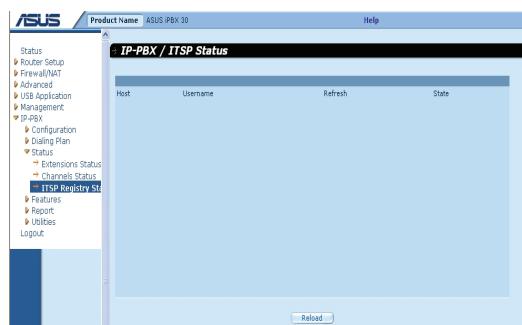 ASUS
Product Name ASUS iPBX 30 Help
Status
Router Setup
Firewall/NAT
Advanced
USB Application
Management
IP-PBX
Configuration
Dialing Plan
Status
Extensions Status
Channels Status
ITSP Registry Sta
Features
Report
Utilities
Logout
IP-PBX / ITSP Status
Host Username Refresh State
Reload